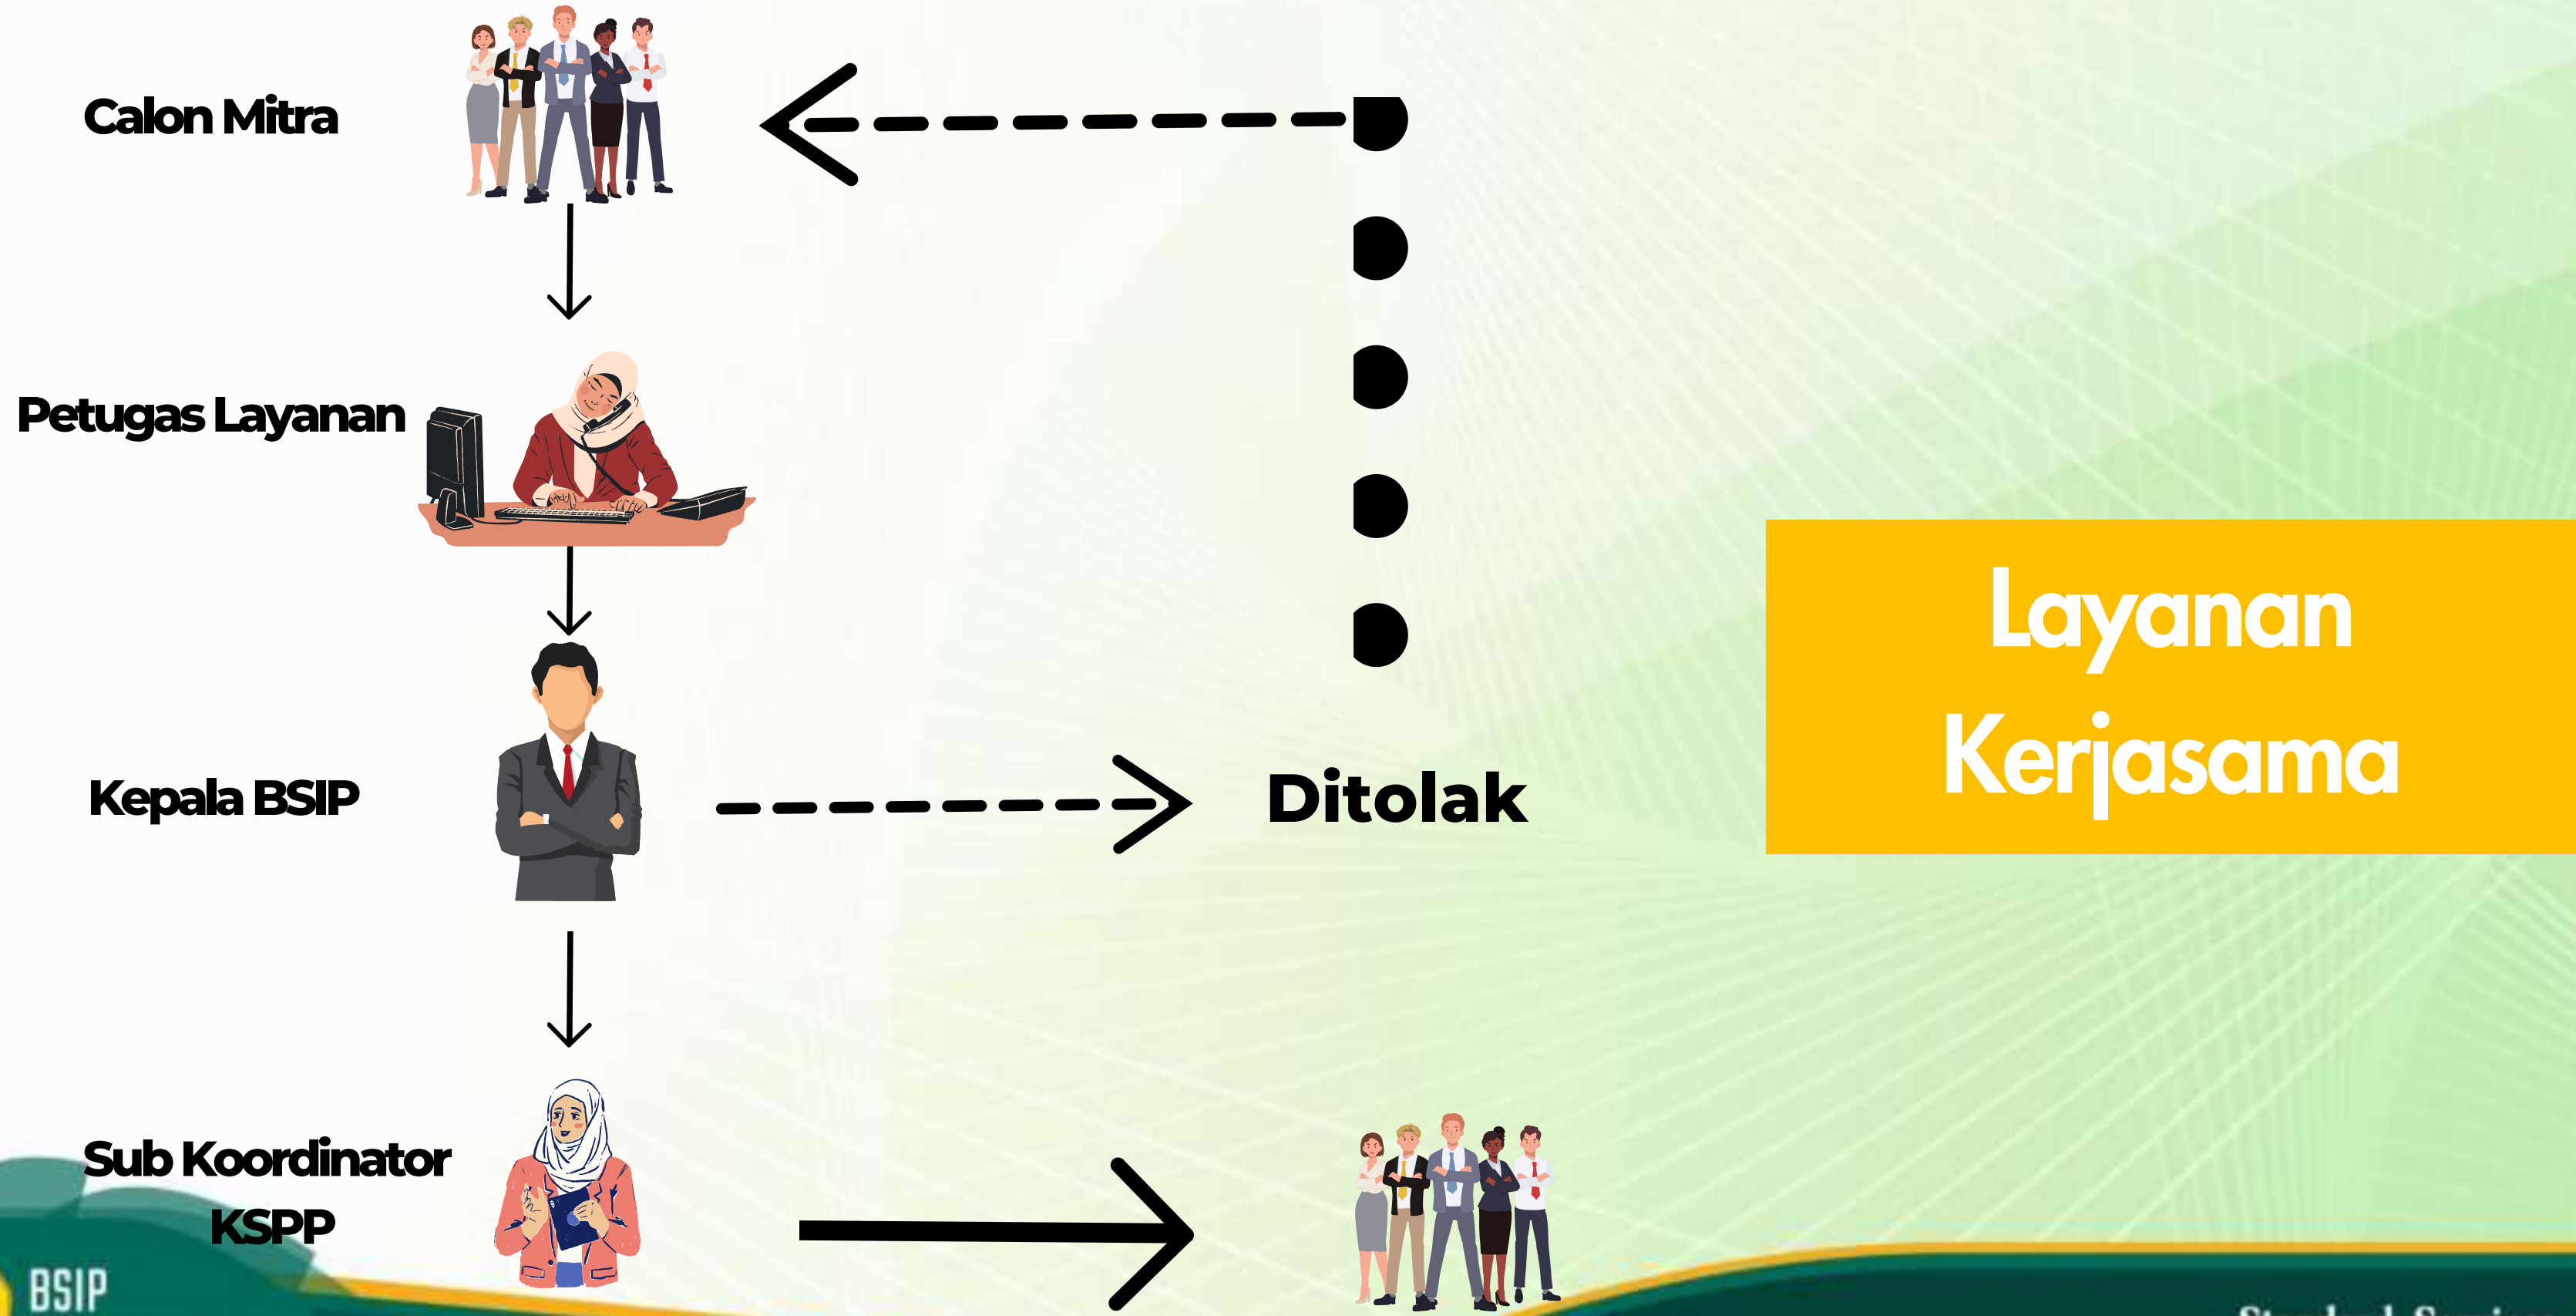 Calon Mitra
Petugas Layanan
Layanan
Kerjasama
Kepala BSIP
Ditolak
Sub Koordinator
KSPP
BSIP